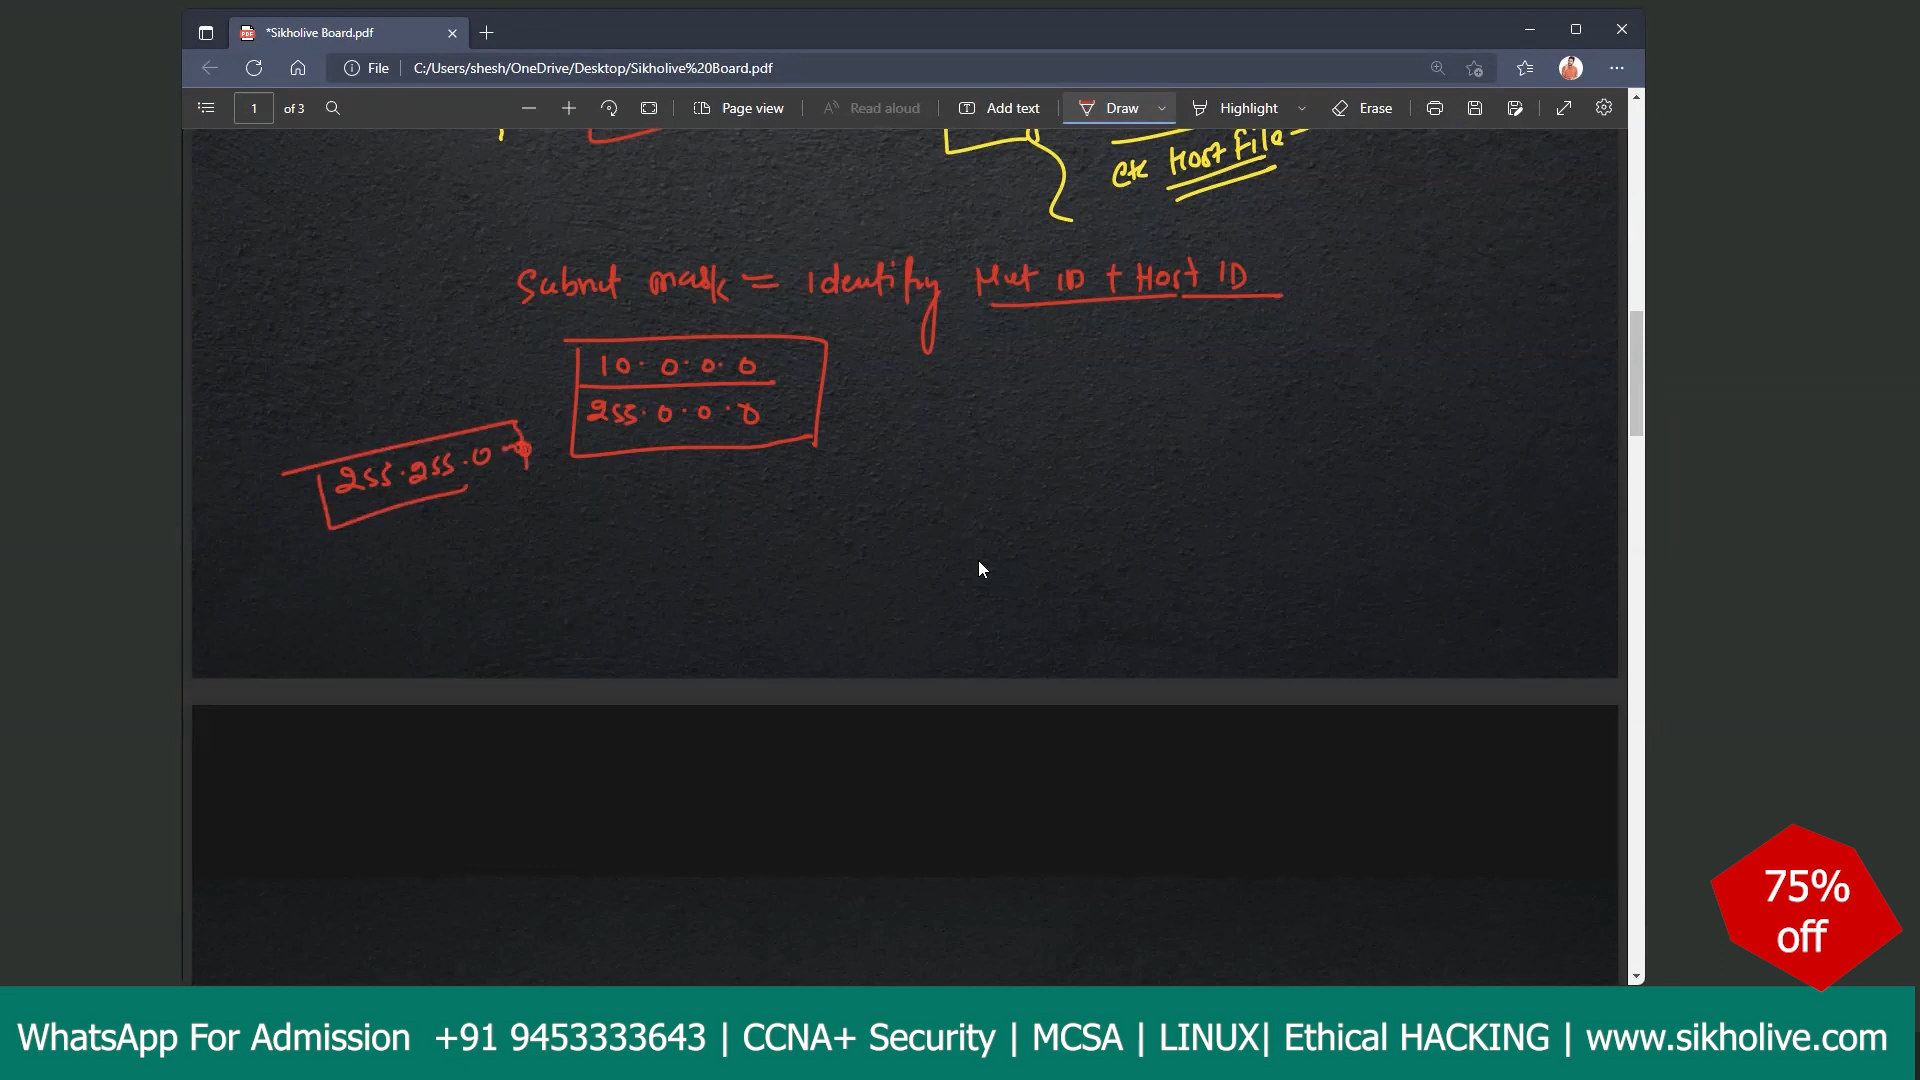 *Sikholive Board.pdf
File
C:/Users/shesh/OneDrive/Desktop/Sikholive%20Board.pdf
1 of 3
Page view
Read aloud
Add text
Draw
Highlight
Erase
Host File
Subnet mask = Identify Net ID + Host ID
10.0.0.0
255.0.0.0
255.255.0.0
75%
off
WhatsApp For Admission +91 9453333643 | CCNA+ Security | MCSA | LINUX| Ethical HACKING | www.sikholive.com